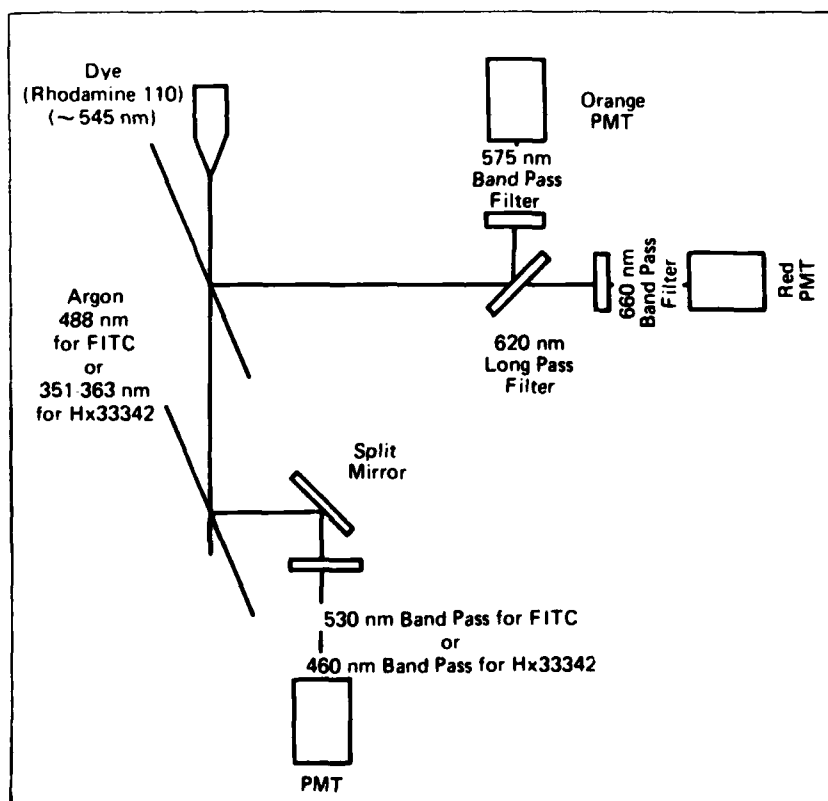 Dye
(Rhodamine 110)
(~ 545 nm)
Orange
PMT
575 nm
Band Pass
Filter
660 nm
Band Pass
Filter
Red
PMT
Argon
488 nm
for FITC
or
351-363 nm
for Hx33342
620 nm
Long Pass
Filter
Split
Mirror
530 nm Band Pass for FITC
or
460 nm Band Pass for Hx33342
PMT